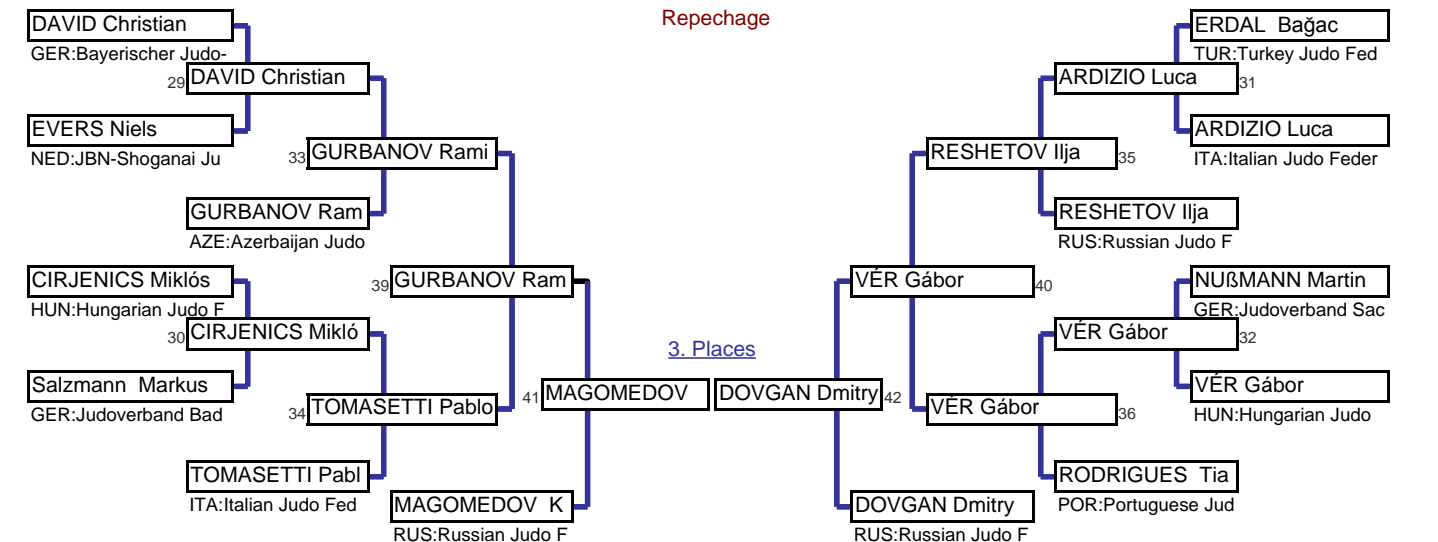 Repechage
DAVID Christian
GER:Bayerischer Judo-
29 DAVID Christian
EVERS Niels
NED:JBN-Shoganai Ju
33 GURBANOV Rami
GURBANOV Ram
AZE:Azerbaijan Judo
CIRJENICS Miklós
HUN:Hungarian Judo F
39 GURBANOV Ram
30 CIRJENICS Mikló
Salzmann Markus
GER:Judoverband Bad
34 TOMASETTI Pablo
TOMASETTI Pabl
ITA:Italian Judo Fed
41 MAGOMEDOV
MAGOMEDOV K
RUS:Russian Judo F
3. Places
ERDAL Bağac
TUR:Turkey Judo Fed
ARDIZIO Luca 31
ARDIZIO Luca
ITA:Italian Judo Feder
RESHETOV Ilja 35
RESHETOV Ilja
RUS:Russian Judo F
VÉR Gábor 40
NUßMANN Martin
GER:Judoverband Sac
VÉR Gábor 32
VÉR Gábor
HUN:Hungarian Judo
DOVGAN Dmitry 42
VÉR Gábor 36
RODRIGUES Tia
POR:Portuguese Jud
DOVGAN Dmitry
RUS:Russian Judo F